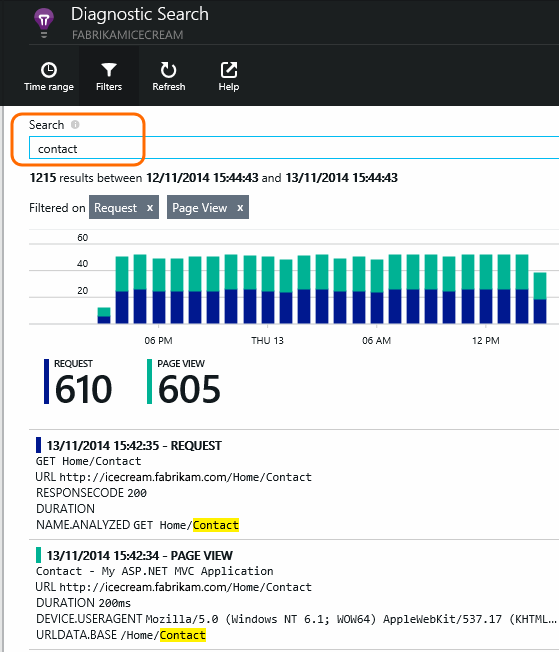 Diagnostic Search
FABRIKAMICECREAM
Time range Filters Refresh Help
Search
contact
1215 results between 12/11/2014 15:44:43 and 13/11/2014 15:44:43
Filtered on Request x Page View x
60
40
20
06 PM THU 13 06 AM 12 PM
REQUEST PAGE VIEW
610 605
13/11/2014 15:42:35 - REQUEST
GET Home/Contact
URL http://icecream.fabrikam.com/Home/Contact
RESPONSECODE 200
DURATION
NAME.ANALYZED GET Home/Contact
13/11/2014 15:42:34 - PAGE VIEW
Contact - My ASP.NET MVC Application
URL http://icecream.fabrikam.com/Home/Contact
DURATION 200ms
DEVICE.USERAGENT Mozilla/5.0 (Windows NT 6.1; WOW64) AppleWebKit/537.17 (KHTML...
URLDATA.BASE /Home/Contact